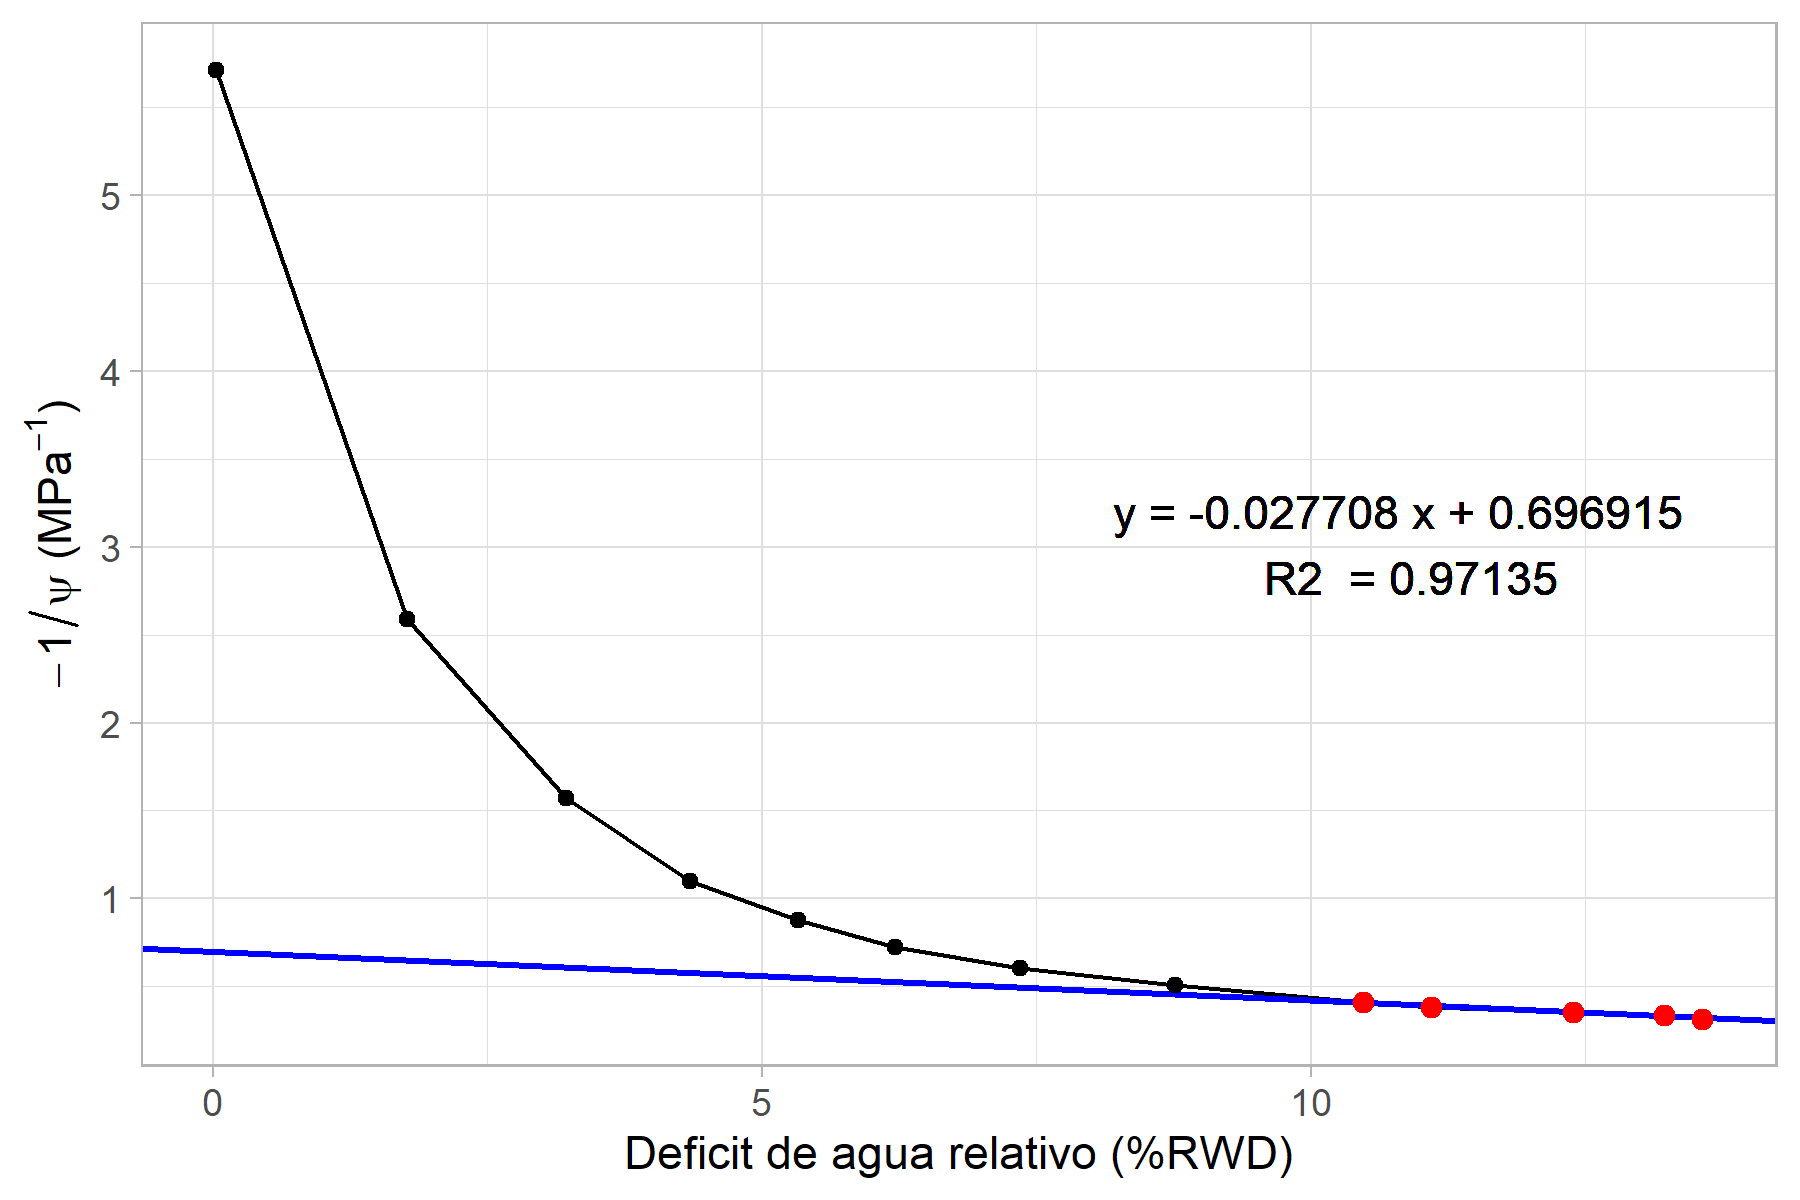 5
4
3
2
1
−1/ψ (MPa⁻¹)
y = -0.027708 x + 0.696915
R2  = 0.97135
0 5 10
Deficit de agua relativo (%RWD)